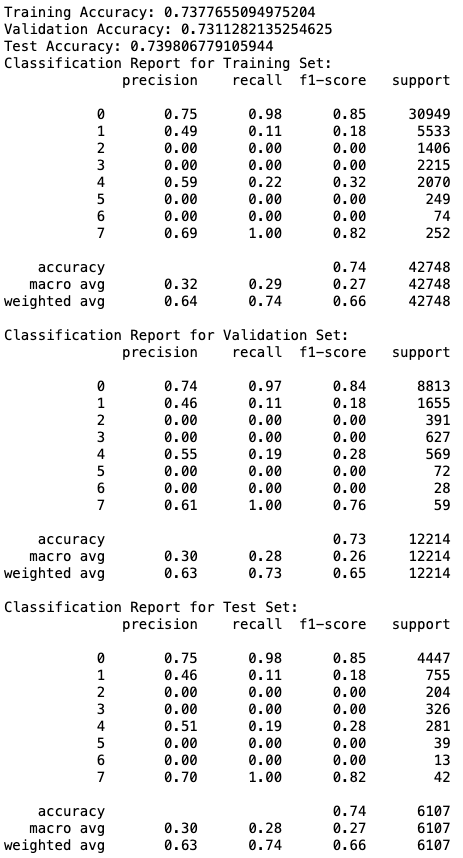 Training Accuracy: 0.7377655094975204
Validation Accuracy: 0.7311282135254625
Test Accuracy: 0.739806779105944
Classification Report for Training Set:
precision recall f1-score support
0 0.75 0.98 0.85 30949
1 0.49 0.11 0.18 5533
2 0.00 0.00 0.00 1406
3 0.00 0.00 0.00 2215
4 0.59 0.22 0.32 2070
5 0.00 0.00 0.00 249
6 0.00 0.00 0.00 74
7 0.69 1.00 0.82 252
accuracy 0.74 42748
macro avg 0.32 0.29 0.27 42748
weighted avg 0.64 0.74 0.66 42748
Classification Report for Validation Set:
precision recall f1-score support
0 0.74 0.97 0.84 8813
1 0.46 0.11 0.18 1655
2 0.00 0.00 0.00 391
3 0.00 0.00 0.00 627
4 0.55 0.19 0.28 569
5 0.00 0.00 0.00 72
6 0.00 0.00 0.00 28
7 0.61 1.00 0.76 59
accuracy 0.73 12214
macro avg 0.30 0.28 0.26 12214
weighted avg 0.63 0.73 0.65 12214
Classification Report for Test Set:
precision recall f1-score support
0 0.75 0.98 0.85 4447
1 0.46 0.11 0.18 755
2 0.00 0.00 0.00 204
3 0.00 0.00 0.00 326
4 0.51 0.19 0.28 281
5 0.00 0.00 0.00 39
6 0.00 0.00 0.00 13
7 0.70 1.00 0.82 42
accuracy 0.74 6107
macro avg 0.30 0.28 0.27 6107
weighted avg 0.63 0.74 0.66 6107